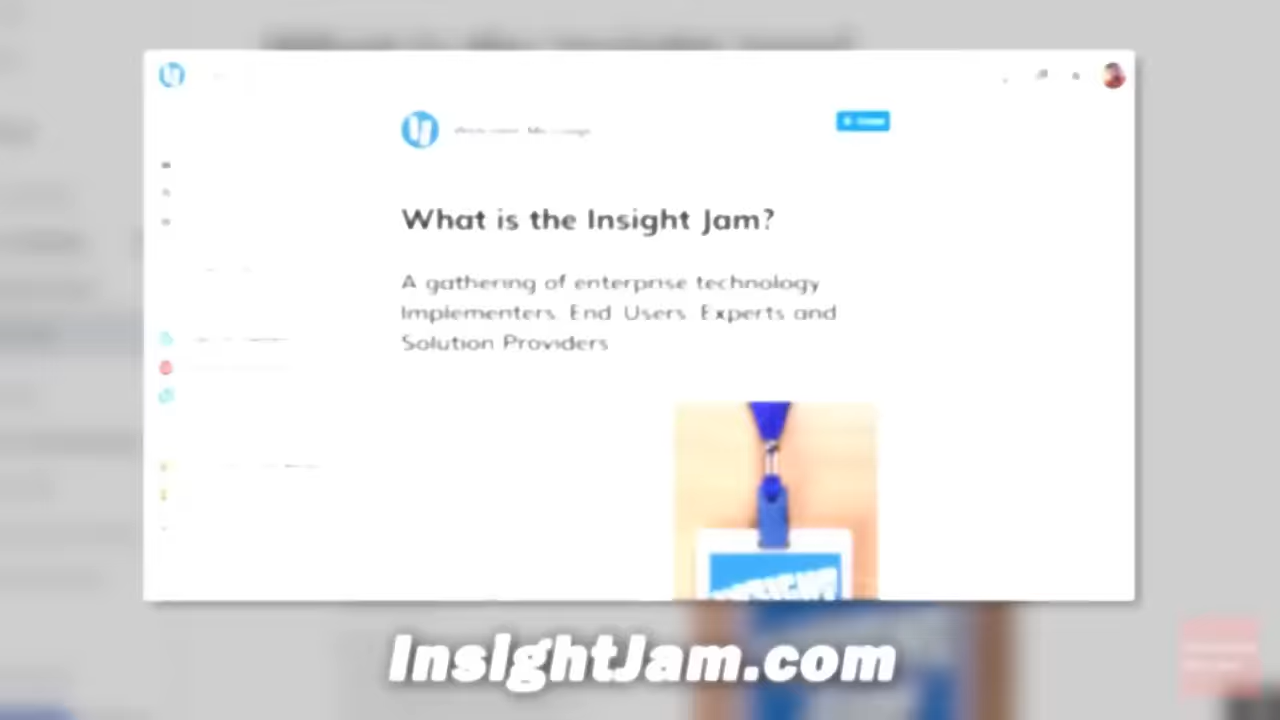 What is the Insight Jam?
A gathering of enterprise technology
Implementers End Users Experts and
Solution Providers
InsightJam.com